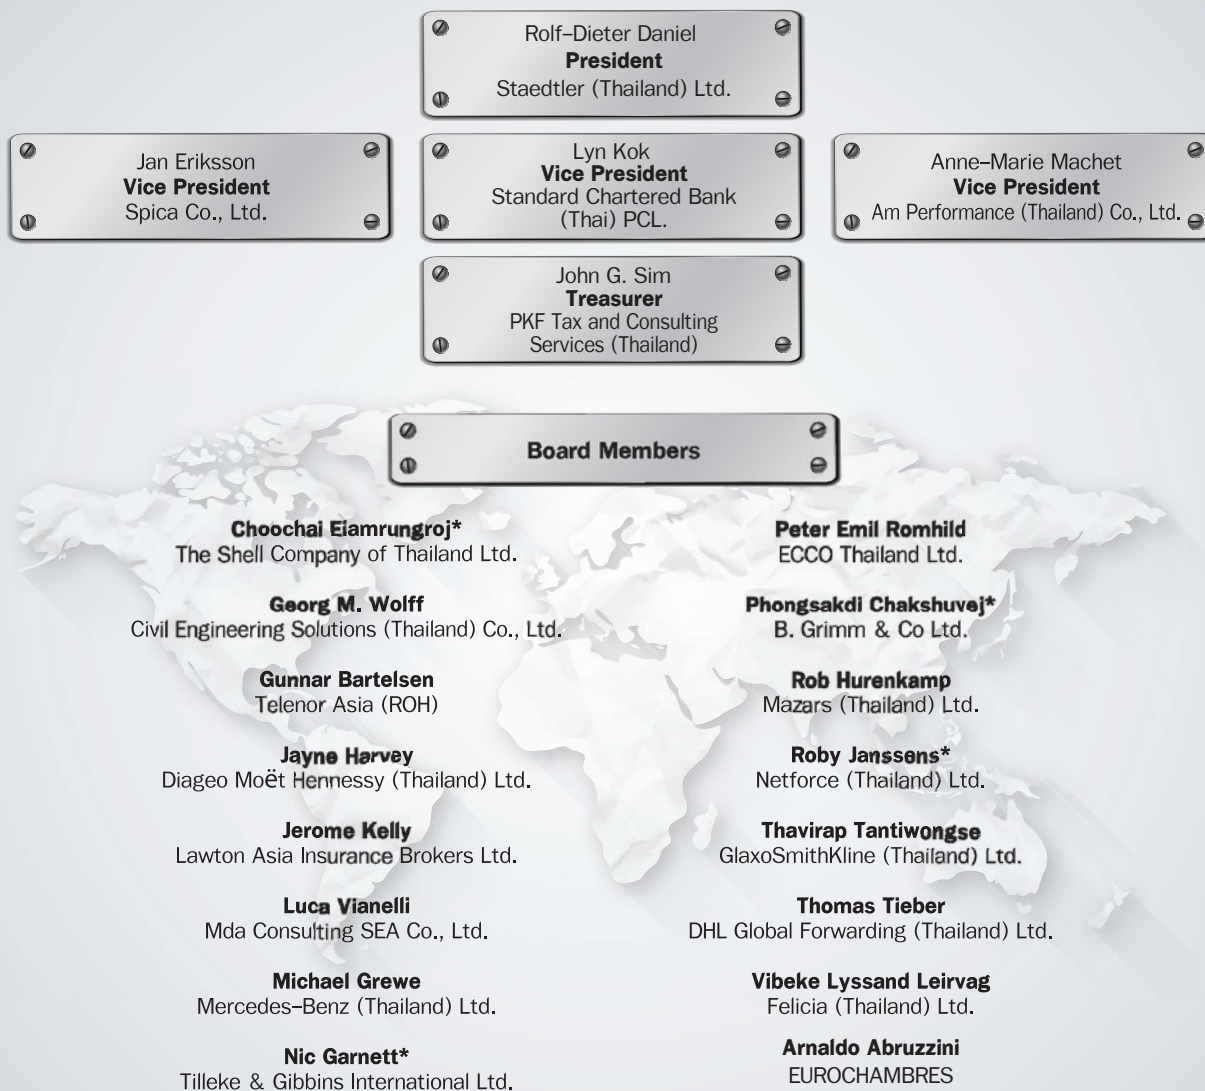 Rolf-Dieter Daniel
President
Staedtler (Thailand) Ltd.
Jan Eriksson
Vice President
Spica Co., Ltd.
Lyn Kok
Vice President
Standard Chartered Bank
(Thai) PCL.
Anne-Marie Machet
Vice President
Am Performance (Thailand) Co., Ltd.
John G. Sim
Treasurer
PKF Tax and Consulting
Services (Thailand)
Board Members
Choochai Eiamrungroj*
The Shell Company of Thailand Ltd.
Georg M. Wolff
Civil Engineering Solutions (Thailand) Co., Ltd.
Gunnar Bartelsen
Telenor Asia (ROH)
Jayne Harvey
Diageo Moët Hennessy (Thailand) Ltd.
Jerome Kelly
Lawton Asia Insurance Brokers Ltd.
Luca Vianelli
Mda Consulting SEA Co., Ltd.
Michael Grewe
Mercedes-Benz (Thailand) Ltd.
Nic Garnett*
Tilleke & Gibbins International Ltd.
Peter Emil Romhild
ECCO Thailand Ltd.
Phongsakdi Chakshuvej*
B. Grimm & Co Ltd.
Rob Hurenkamp
Mazars (Thailand) Ltd.
Roby Janssens*
Netforce (Thailand) Ltd.
Thavirap Tantiwongse
GlaxoSmithKline (Thailand) Ltd.
Thomas Tieber
DHL Global Forwarding (Thailand) Ltd.
Vibeke Lyssand Leirvag
Felicia (Thailand) Ltd.
Arnaldo Abruzzini
EUROCHAMBRES